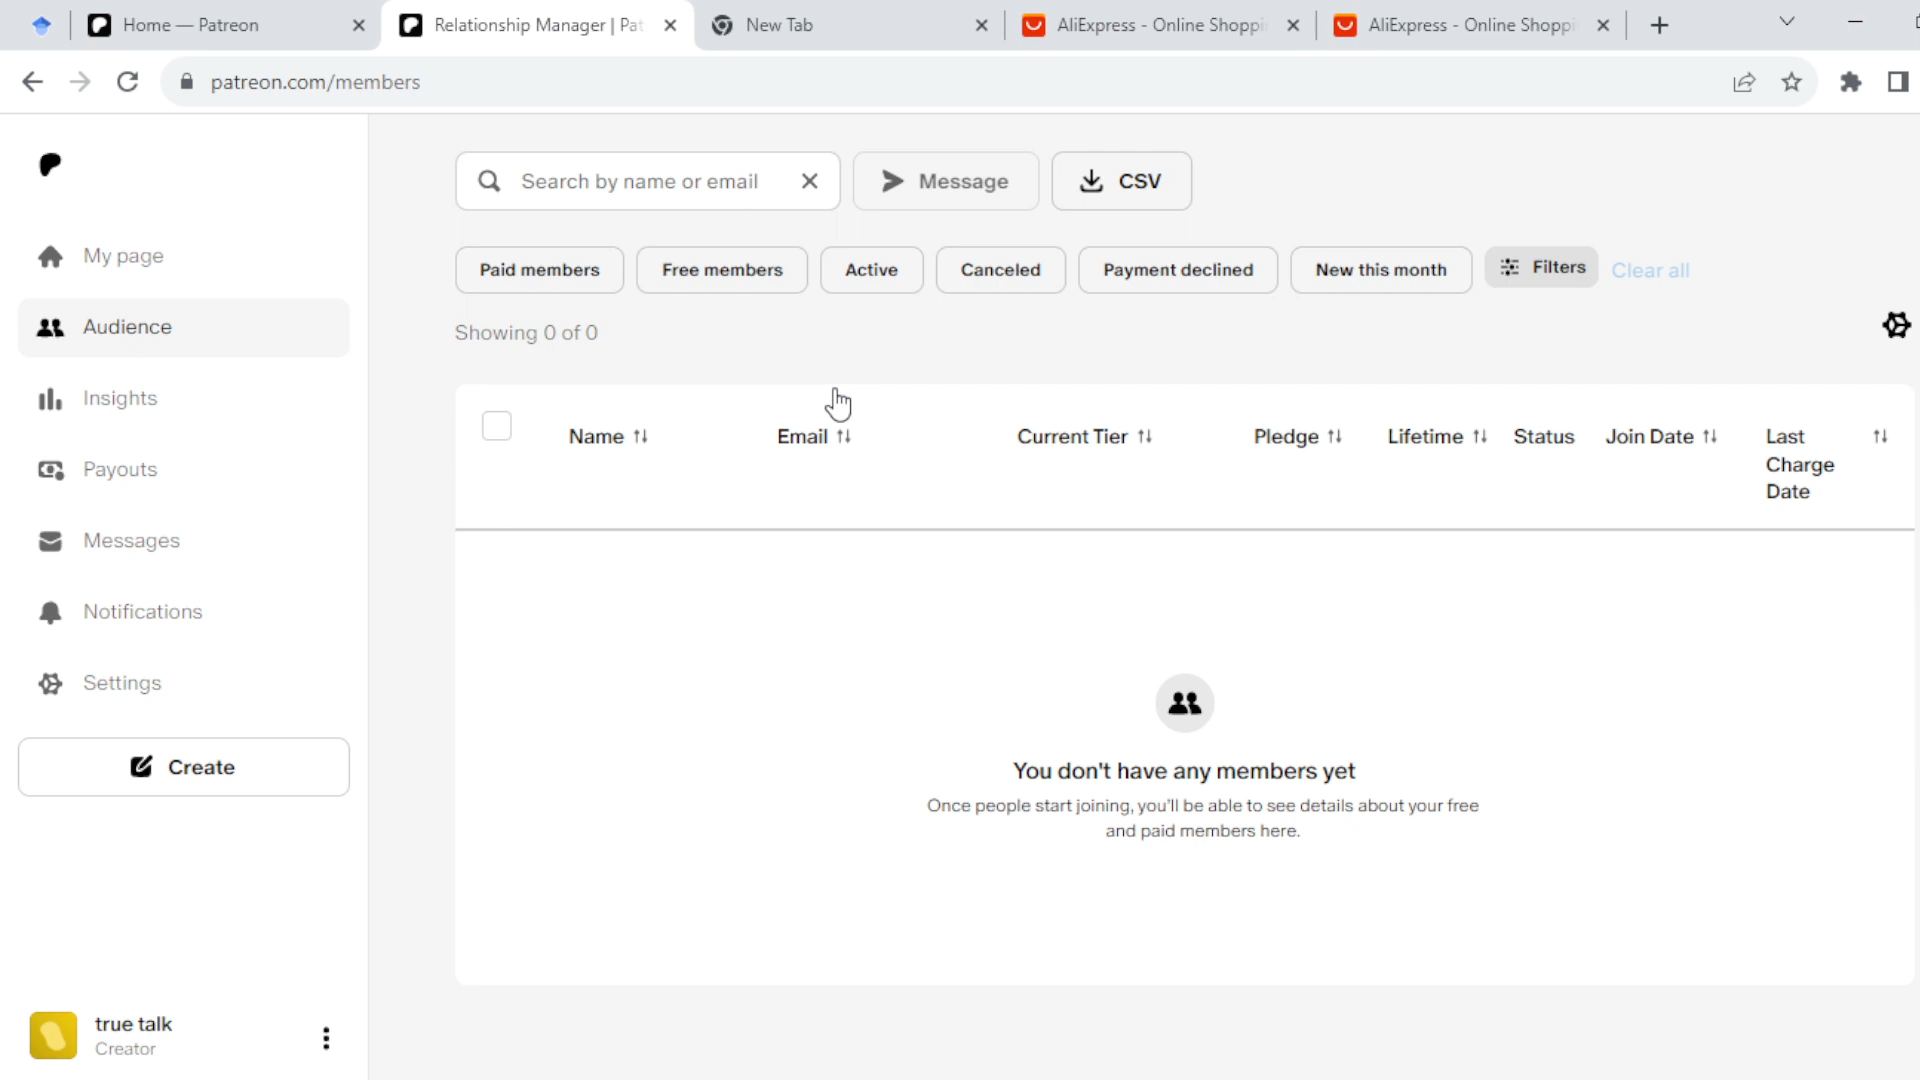 Home — Patreon
Relationship Manager | Pat
New Tab
AliExpress - Online Shoppi
AliExpress - Online Shoppi
patreon.com/members
Search by name or email
Message
CSV
My page
Paid members
Free members
Active
Canceled
Payment declined
New this month
Filters
Clear all
Audience
Showing 0 of 0
Insights
Name
Email
Current Tier
Pledge
Lifetime
Status
Join Date
Last
Charge
Date
Payouts
Messages
Notifications
Settings
Create
You don't have any members yet
Once people start joining, you'll be able to see details about your free
and paid members here.
true talk
Creator